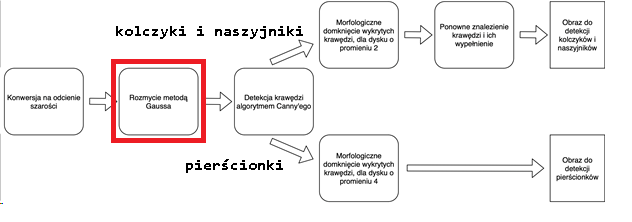 kolczyki i naszyjniki
Morfologiczne
domknięcie wykrytych
krawędzi, dla dysku o
promieniu 2
Ponowne znalezienie
krawędzi i ich
wypełnienie
Obraz do
detekcji
kolczyków i
naszyjników
Konwersja na odcienie
szarości
Rozmycie metodą
Gaussa
Detekcja krawędzi
algorytmem Canny'ego
pierścionki
Morfologiczne
domknięcie wykrytych
krawędzi, dla dysku o
promieniu 4
Obraz do
detekcji
pierścionków